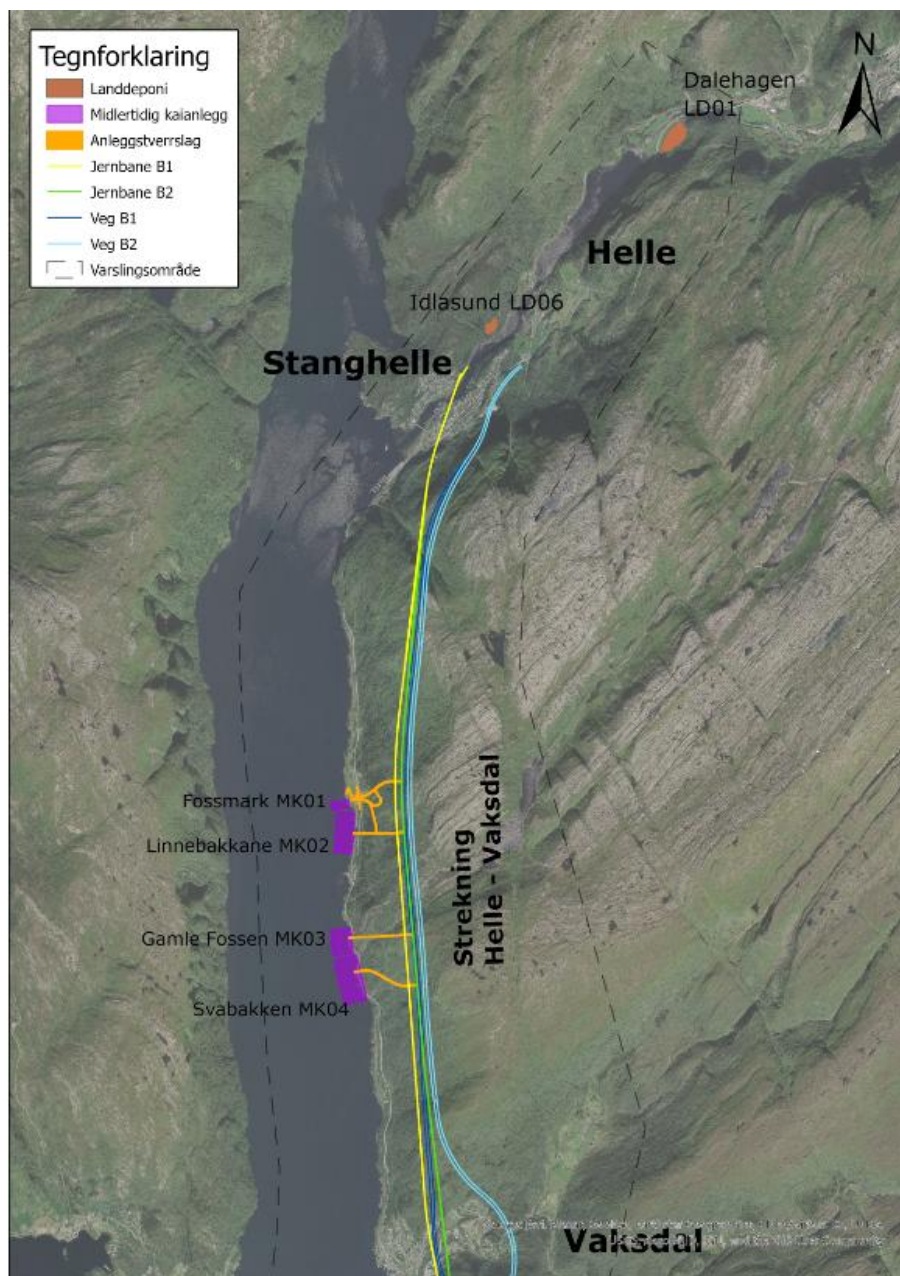 Tegnforklaring
Landdeponi
Midlertidig kaianlegg
Anleggstverrslag
Jernbane B1
Jernbane B2
Veg B1
Veg B2
Varslingsområde
N
Dalehagen
LD01
Helle
Idlasund LD06
Stanghelle
Fossmark MK01
Linnebakkane MK02
Strekning
Helle - Vaksdal
Gamle Fossen MK03
Svabakken MK04
Vaksdal